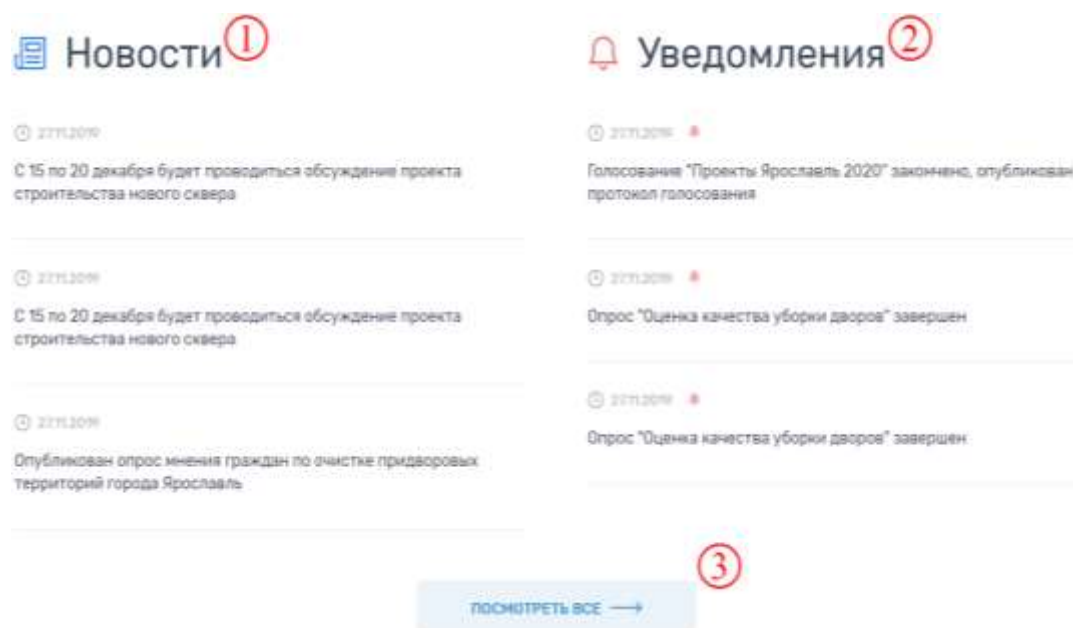 Новости
1
27.11.2019
С 15 по 20 декабря будет проводиться обсуждение проекта
строительства нового сквера
27.11.2019
С 15 по 20 декабря будет проводиться обсуждение проекта
строительства нового сквера
27.11.2019
Опубликован опрос мнения граждан по очистке придворовых
территорий города Ярославль
Уведомления
2
27.11.2019
Голосование "Проекты Ярославль 2020" закончено, опубликован
протокол голосования
27.11.2019
Опрос "Оценка качества уборки дворов" завершен
27.11.2019
Опрос "Оценка качества уборки дворов" завершен
3
ПОСМОТРЕТЬ ВСЕ